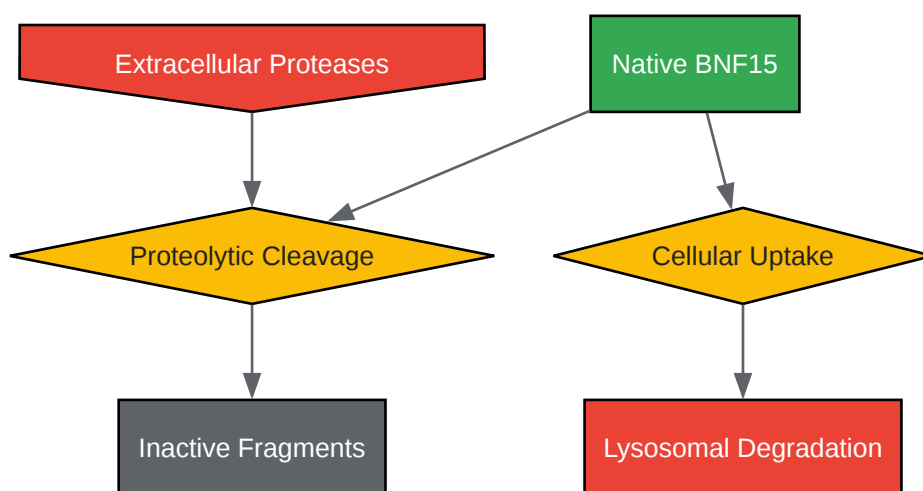 Extracellular Proteases
Native BNF15
Proteolytic Cleavage
Cellular Uptake
Inactive Fragments
Lysosomal Degradation